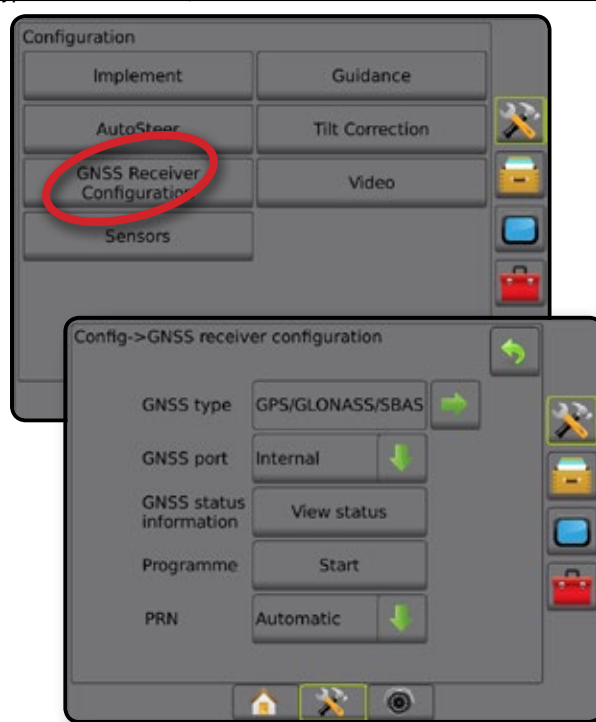 Configuration
Implement
Guidance
AutoSteer
Tilt Correction
GNSS Receiver
Configuration
Video
Sensors
Config->GNSS receiver configuration
GNSS type
GPS/GLONASS/SBAS
GNSS port
Internal
GNSS status
information
View status
Programme
Start
PRN
Automatic